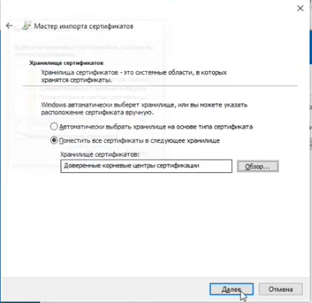 Мастер импорта сертификатов
Хранилище сертификатов
Хранилища сертификатов - это системные области, в которых
хранятся сертификаты.
Windows автоматически выберет хранилище, или вы можете указать
расположение сертификата вручную.
Автоматически выбрать хранилище на основе типа сертификата
Поместить все сертификаты в следующее хранилище
Хранилище сертификатов:
Доверенные корневые центры сертификации
Обзор...
Далее
Отмена